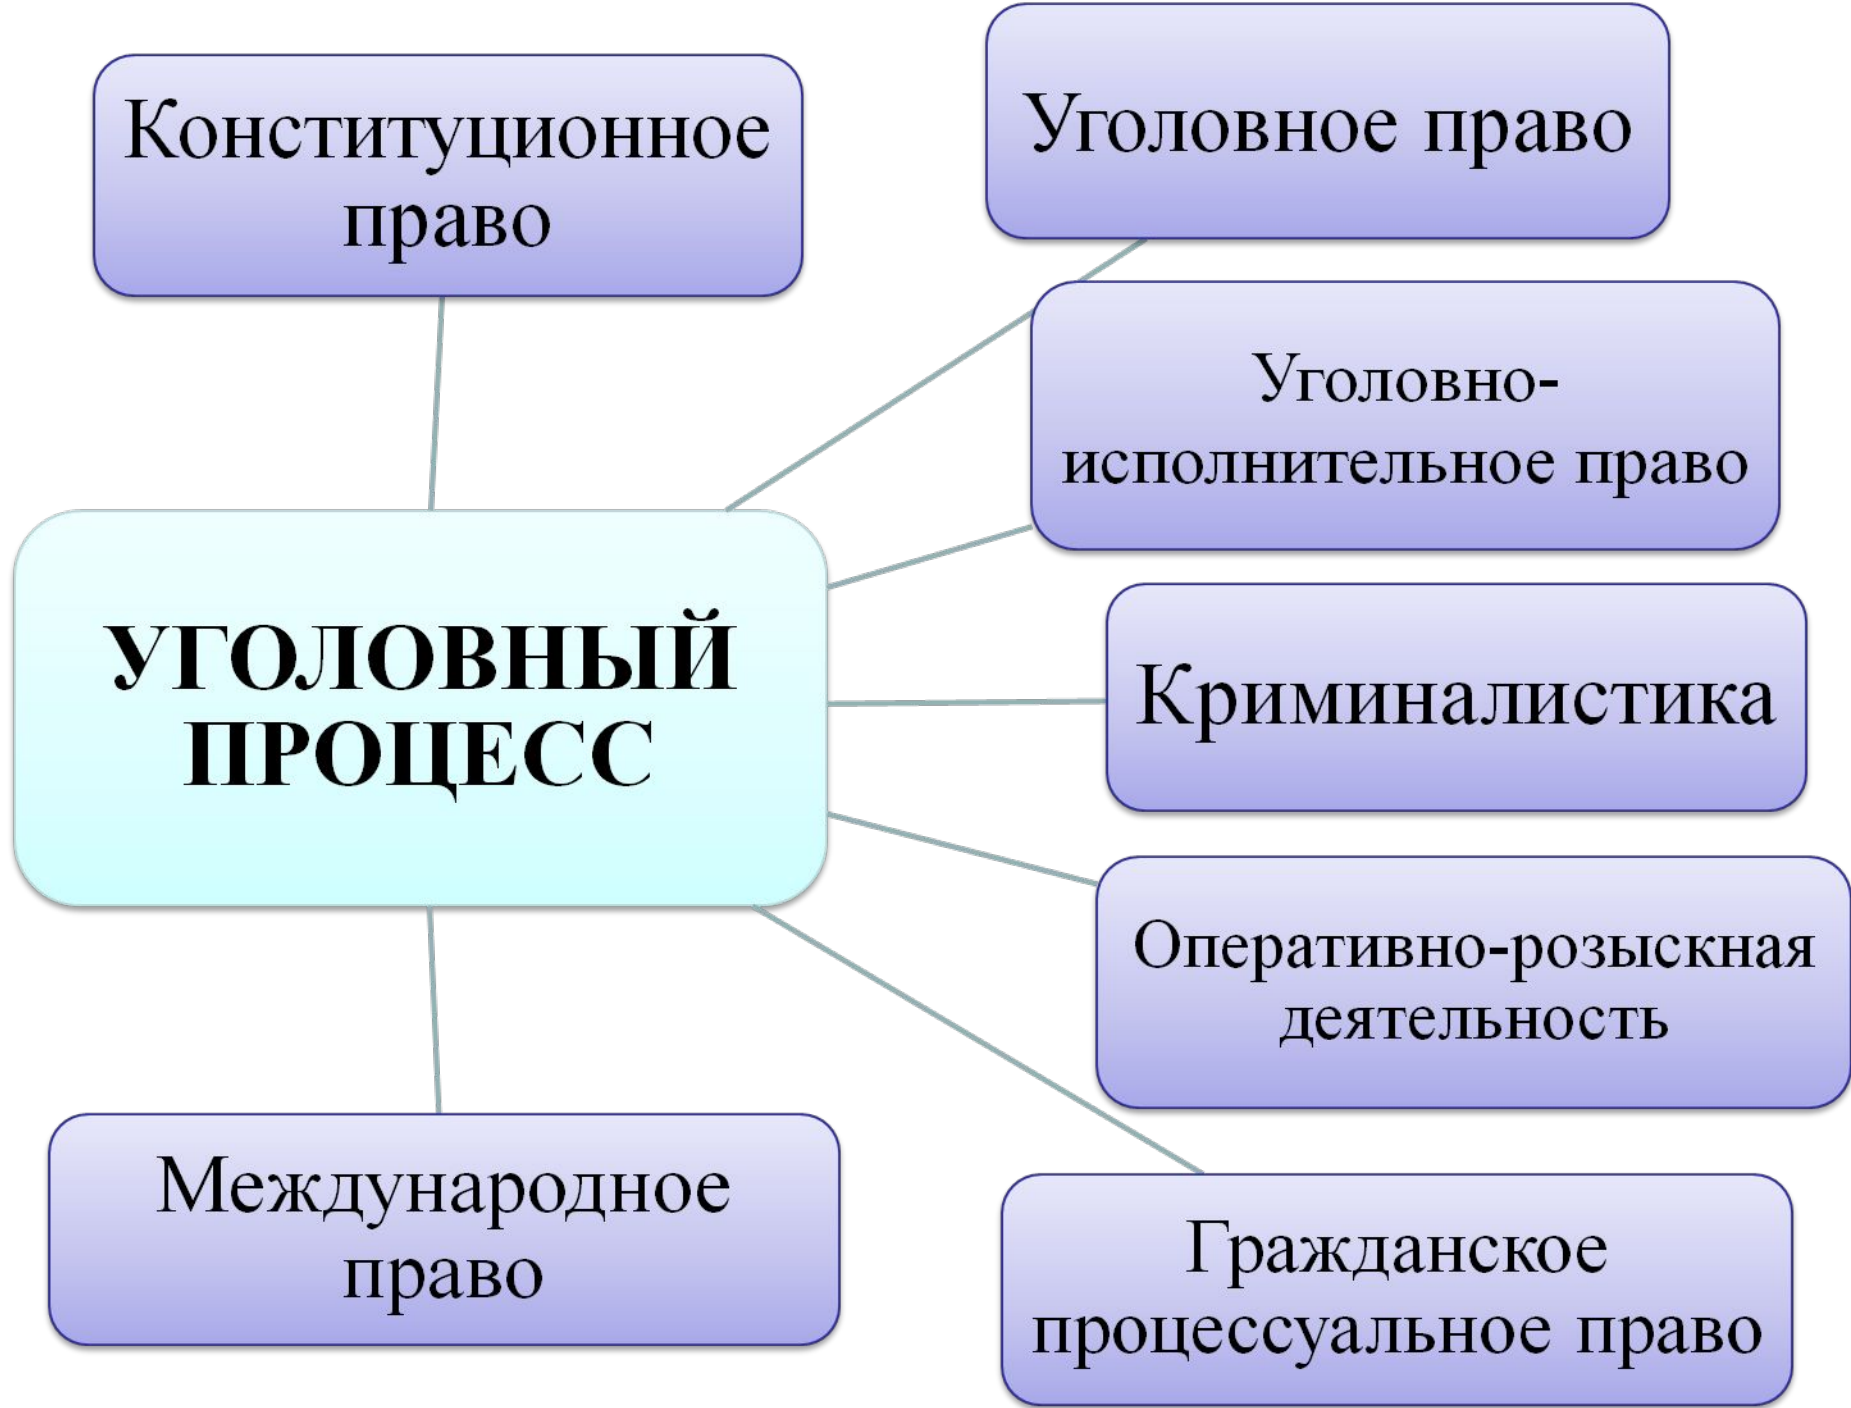 Конституционное
право
Уголовное право
Уголовно-
исполнительное право
УГОЛОВНЫЙ
ПРОЦЕСС
Криминалистика
Оперативно-розыскная
деятельность
Международное
право
Гражданское
процессуальное право